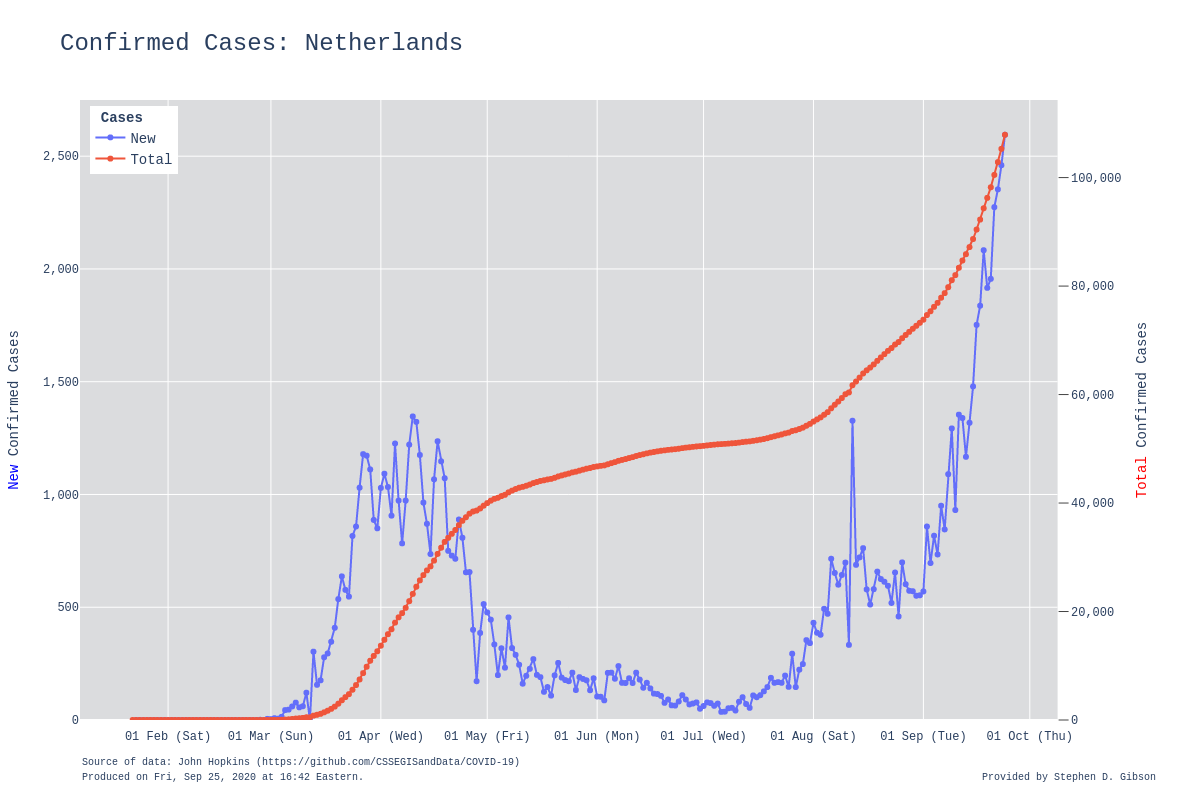 Confirmed Cases: Netherlands
Cases
New
Total
2,500
2,000
1,500
1,000
500
0
New Confirmed Cases
100,000
80,000
60,000
40,000
20,000
0
Total Confirmed Cases
01 Feb (Sat) 01 Mar (Sun) 01 Apr (Wed) 01 May (Fri) 01 Jun (Mon) 01 Jul (Wed) 01 Aug (Sat) 01 Sep (Tue) 01 Oct (Thu)
Source of data: John Hopkins (https://github.com/CSSEGISandData/COVID-19)
Produced on Fri, Sep 25, 2020 at 16:42 Eastern.
Provided by Stephen D. Gibson